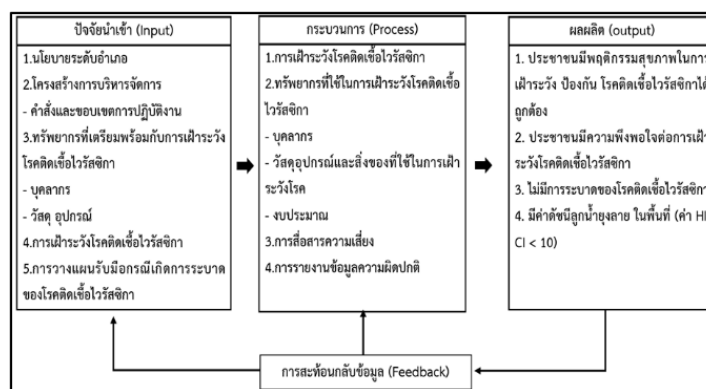 ปัจจัยนำเข้า (Input)
1.นโยบายระดับอำเภอ
2.โครงสร้างการบริหารจัดการ
- คำสั่งและขอบเขตการปฏิบัติงาน
3.ทรัพยากรที่เตรียมพร้อมกับการเฝ้าระวัง
โรคติดเชื้อไวรัสซิกา
- บุคลากร
- วัสดุ อุปกรณ์
4.การเฝ้าระวังโรคติดเชื้อไวรัสซิกา
5.การวางแผนรับมือกรณีเกิดการระบาด
ของโรคติดเชื้อไวรัสซิกา
กระบวนการ (Process)
1.การเฝ้าระวังโรคติดเชื้อไวรัสซิกา
2.ทรัพยากรที่ใช้ในการเฝ้าระวังโรคติดเชื้อ
ไวรัสซิกา
- บุคลากร
- วัสดุอุปกรณ์และสิ่งของที่ใช้ในการเฝ้า
ระวังโรค
-งบประมาณ
3.การสื่อสารความเสี่ยง
4.การรายงานข้อมูลความผิดปกติ
ผลผลิต (output)
1. ประชาชนมีพฤติกรรมสุขภาพในการ
เฝ้าระวัง ป้องกัน โรคติดเชื้อไวรัสซิกาได้
ถูกต้อง
2. ประชาชนมีความพึงพอใจต่อการเฝ้า
ระวังโรคติดเชื้อไวรัสซิกา
3. ไม่มีการระบาดของโรคติดเชื้อไวรัสซิกา
4. มีค่าดัชนีลูกน้ำยุงลาย ในพื้นที่ (ค่า HI
CI < 10)
การสะท้อนกลับข้อมูล (Feedback)